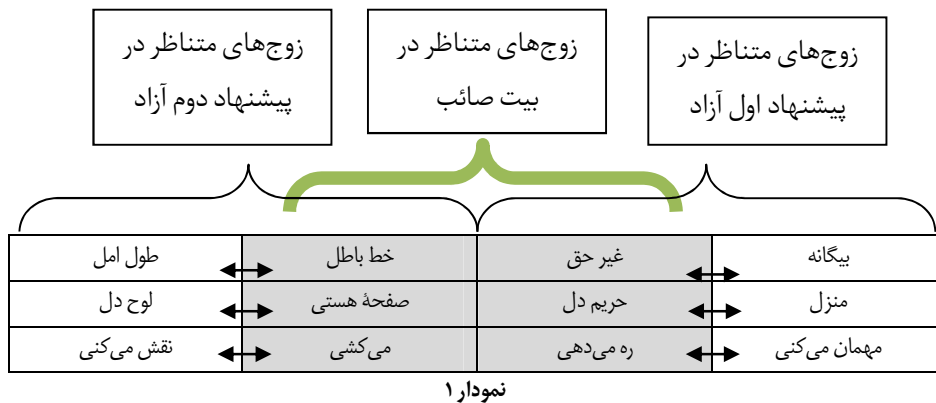 زوج‌های متناظر در
پیشنهاد اول آزاد
زوج‌های متناظر در
بیت صائب
زوج‌های متناظر در
پیشنهاد دوم آزاد
بیگانه غیر حق خط باطل طول امل
منزل حریم دل صفحهٔ هستی لوح دل
مهمان می‌کنی ره می‌دهی می‌کشی نقش می‌کنی
نمودار ۱